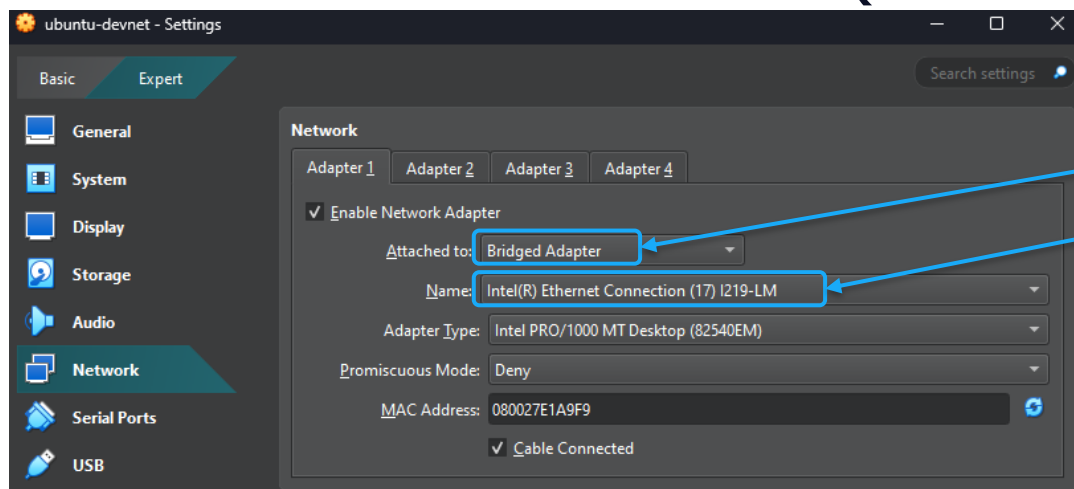 ubuntu-devnet - Settings
Basic Expert Search settings
General
System
Display
Storage
Audio
Network
Serial Ports
USB
Network
Adapter 1 Adapter 2 Adapter 3 Adapter 4
Enable Network Adapter
Attached to: Bridged Adapter
Name: Intel(R) Ethernet Connection (17) I219-LM
Adapter Type: Intel PRO/1000 MT Desktop (82540EM)
Promiscuous Mode: Deny
MAC Address: 080027E1A9F9
Cable Connected